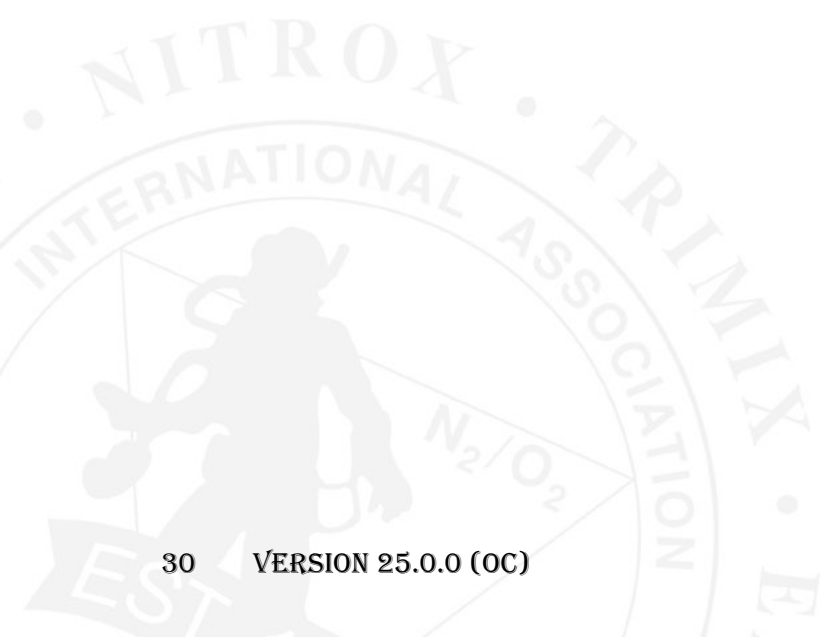 • NITROX • TRIMIX •
INTERNATIONAL ASSOCIATION
N₂/O₂
EST
30 VERSION 25.0.0 (OC)